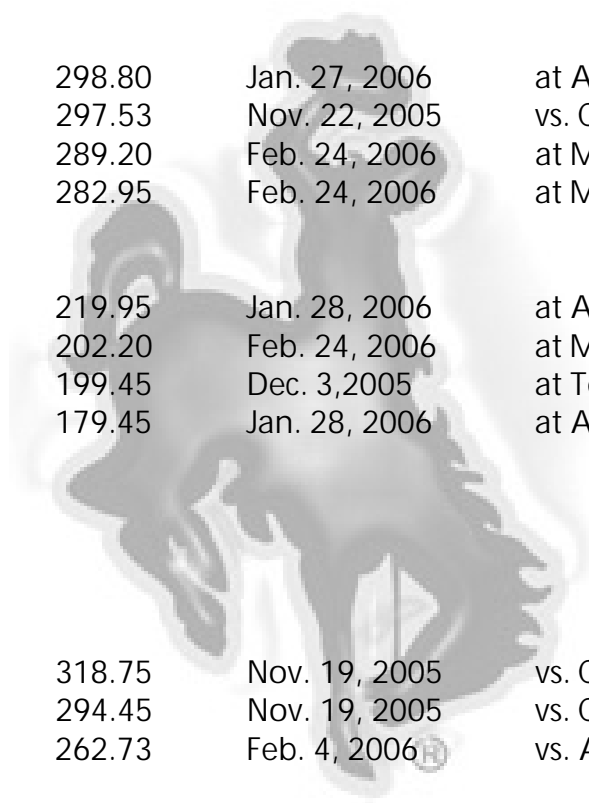 298.80 Jan. 27, 2006 at
297.53 Nov. 22, 2005 vs.
289.20 Feb. 24, 2006 at
282.95 Feb. 24, 2006 at
219.95 Jan. 28, 2006 at
202.20 Feb. 24, 2006 at
199.45 Dec. 3,2005 at
179.45 Jan. 28, 2006 at
318.75 Nov. 19, 2005 vs.
294.45 Nov. 19, 2005 vs.
262.73 Feb. 4, 2006 ® vs.